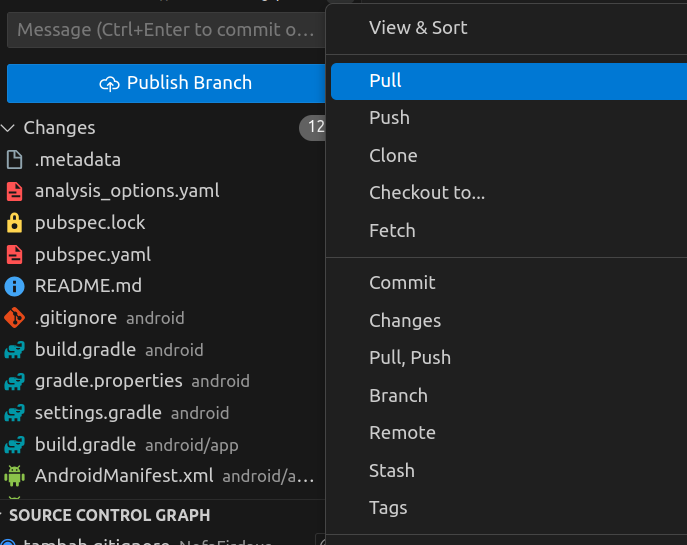 Message (Ctrl+Enter to commit o...
Publish Branch
Changes
12
.metadata
analysis_options.yaml
pubspec.lock
pubspec.yaml
README.md
.gitignore android
build.gradle android
gradle.properties android
settings.gradle android
build.gradle android/app
AndroidManifest.xml android/a...
SOURCE CONTROL GRAPH
tambah gitignore
View & Sort
Pull
Push
Clone
Checkout to...
Fetch
Commit
Changes
Pull, Push
Branch
Remote
Stash
Tags